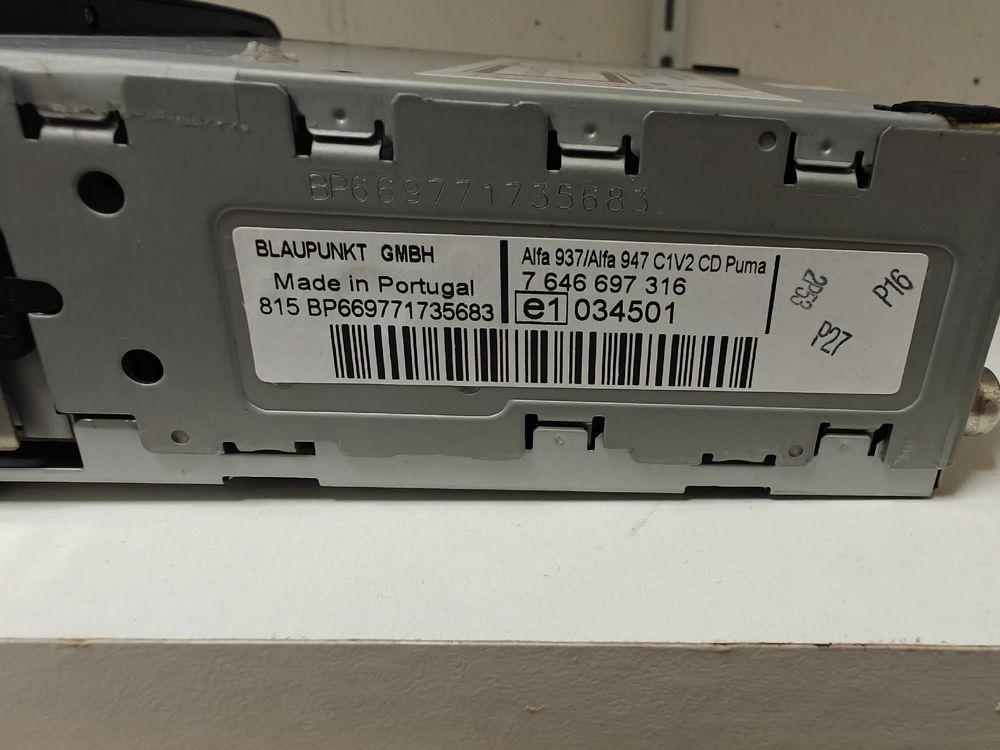 BP669771735683
BLAUPUNKT GMBH
Made in Portugal
815 BP669771735683
Alfa 937/Alfa 947 C1V2 CD Puma
7 646 697 316
e1 034501
2P53
P27
P16